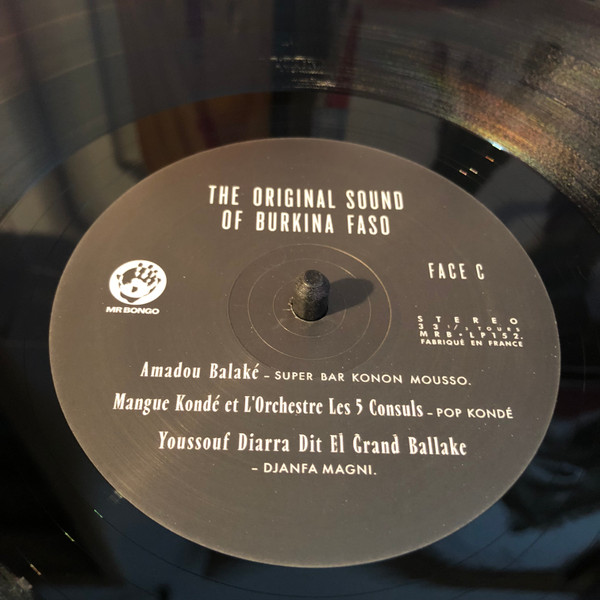 THE ORIGINAL SOUND
OF BURKINA FASO
FACE C
MR BONGO
STEREO
33 1/3 TOURS
MRB • LP152.
FABRIQUÉ EN FRANCE
Amadou Balaké – SUPER BAR KONON MOUSSO.
Mangue Kondé et L'Orchestre Les 5 Consuls – POP KONDÉ
Youssouf Diarra Dit El Grand Ballake
– DJANFA MAGNI.